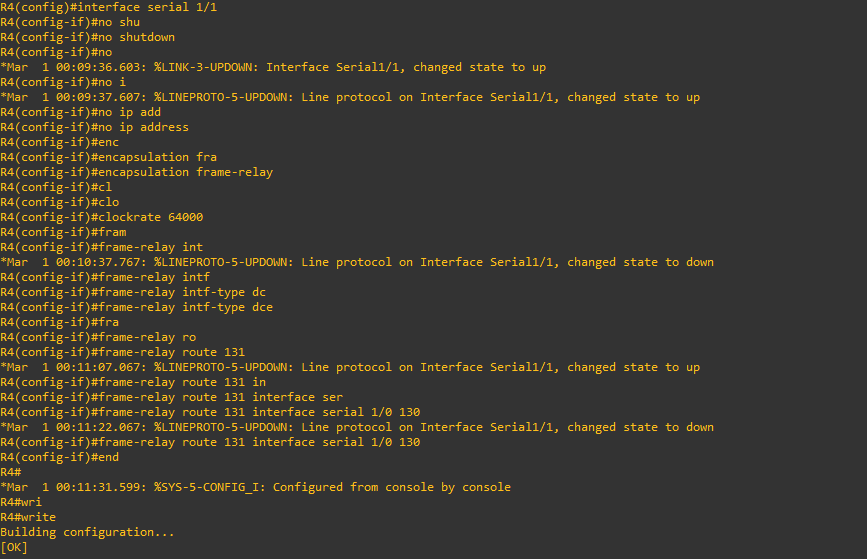 R4(config)#interface serial 1/1
R4(config-if)#no shu
R4(config-if)#no shutdown
R4(config-if)#no
*Mar  1 00:09:36.603: %LINK-3-UPDOWN: Interface Serial1/1, changed state to up
R4(config-if)#no i
*Mar  1 00:09:37.607: %LINEPROTO-5-UPDOWN: Line protocol on Interface Serial1/1, changed state to up
R4(config-if)#no ip add
R4(config-if)#no ip address
R4(config-if)#enc
R4(config-if)#encapsulation fra
R4(config-if)#encapsulation frame-relay
R4(config-if)#cl
R4(config-if)#clo
R4(config-if)#clockrate 64000
R4(config-if)#fram
R4(config-if)#frame-relay int
*Mar  1 00:10:37.767: %LINEPROTO-5-UPDOWN: Line protocol on Interface Serial1/1, changed state to down
R4(config-if)#frame-relay intf
R4(config-if)#frame-relay intf-type dc
R4(config-if)#frame-relay intf-type dce
R4(config-if)#fra
R4(config-if)#frame-relay ro
R4(config-if)#frame-relay route 131
*Mar  1 00:11:07.067: %LINEPROTO-5-UPDOWN: Line protocol on Interface Serial1/1, changed state to up
R4(config-if)#frame-relay route 131 in
R4(config-if)#frame-relay route 131 interface ser
R4(config-if)#frame-relay route 131 interface serial 1/0 130
*Mar  1 00:11:22.067: %LINEPROTO-5-UPDOWN: Line protocol on Interface Serial1/1, changed state to down
R4(config-if)#frame-relay route 131 interface serial 1/0 130
R4(config-if)#end
R4#
*Mar  1 00:11:31.599: %SYS-5-CONFIG_I: Configured from console by console
R4#wri
R4#write
Building configuration...
[OK]